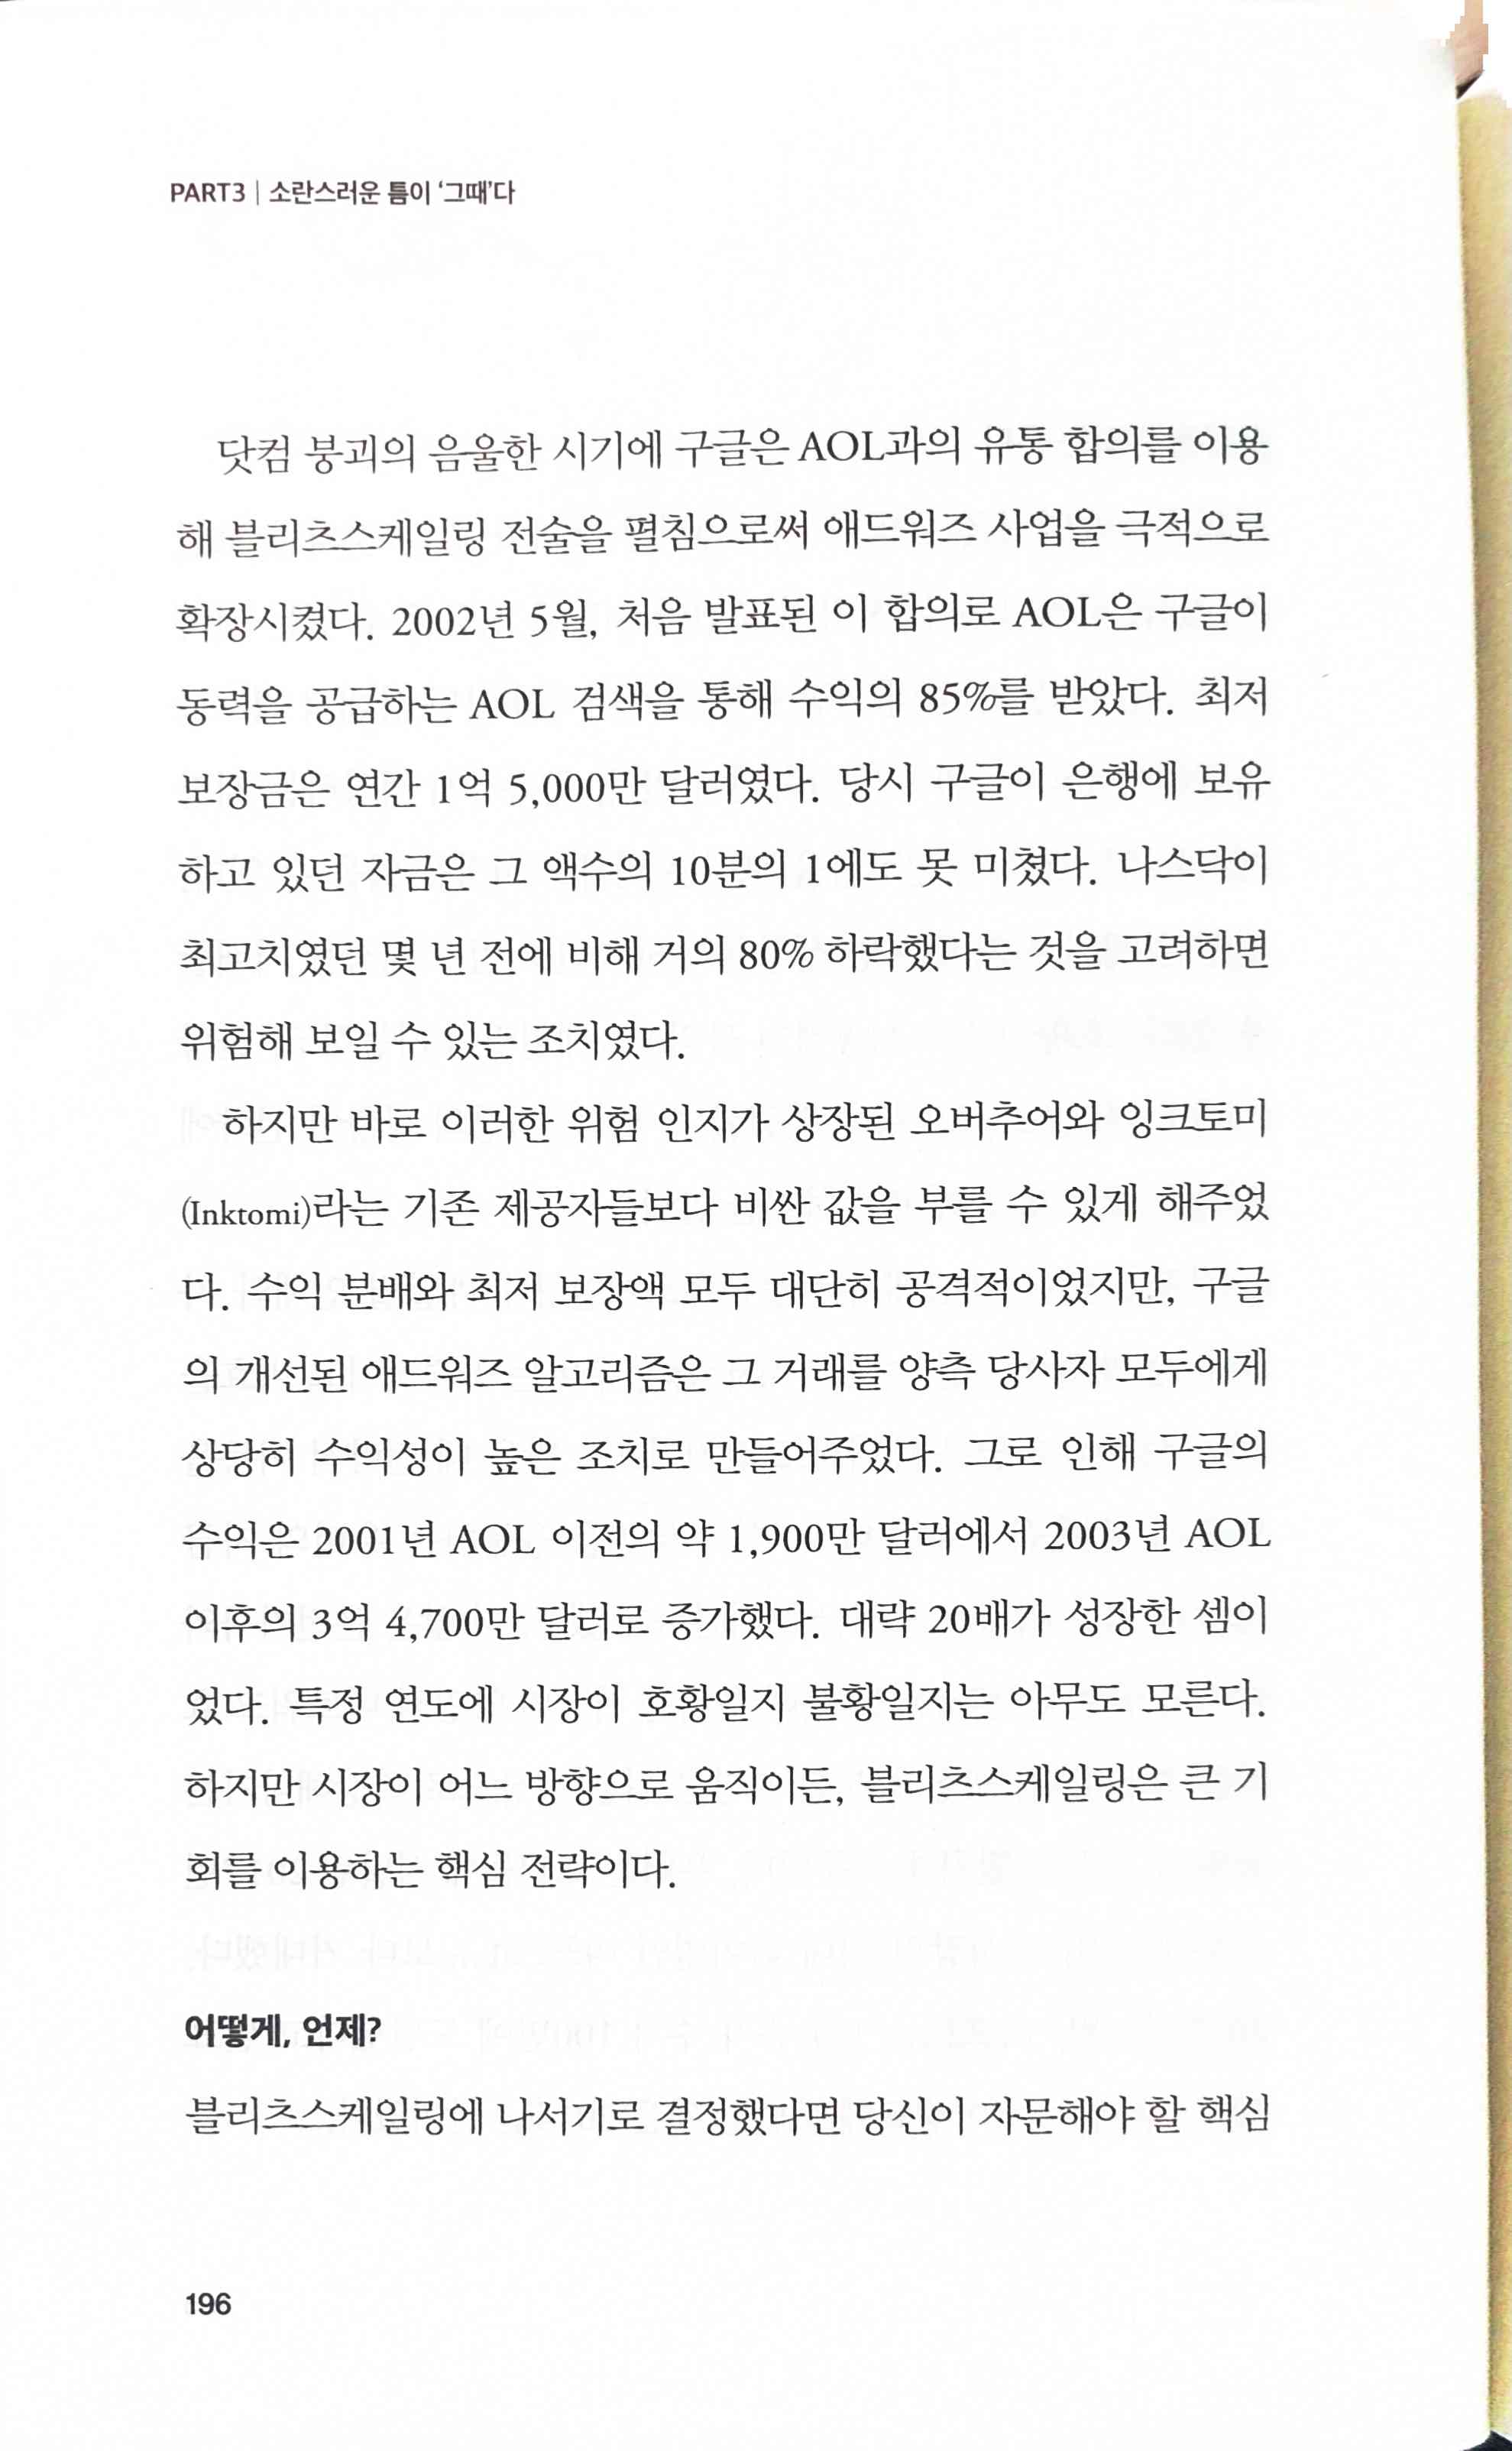 PART3 | 소란스러운 틈이 ‘그때’다
닷컴 붕괴의 음울한 시기에 구글은 AOL과의 유통 합의를 이용
해 블리츠스케일링 전술을 펼침으로써 애드워즈 사업을 극적으로
확장시켰다. 2002년 5월, 처음 발표된 이 합의로 AOL은 구글이
동력을 공급하는 AOL 검색을 통해 수익의 85%를 받았다. 최저
보장금은 연간 1억 5,000만 달러였다. 당시 구글이 은행에 보유
하고 있던 자금은 그 액수의 10분의 1에도 못 미쳤다. 나스닥이
최고치였던 몇 년 전에 비해 거의 80% 하락했다는 것을 고려하면
위험해 보일 수 있는 조치였다.
하지만 바로 이러한 위험 인지가 상장된 오버추어와 잉크토미
(Inktomi)라는 기존 제공자들보다 비싼 값을 부를 수 있게 해주었
다. 수익 분배와 최저 보장액 모두 대단히 공격적이었지만, 구글
의 개선된 애드워즈 알고리즘은 그 거래를 양측 당사자 모두에게
상당히 수익성이 높은 조치로 만들어주었다. 그로 인해 구글의
수익은 2001년 AOL 이전의 약 1,900만 달러에서 2003년 AOL
이후의 3억 4,700만 달러로 증가했다. 대략 20배가 성장한 셈이
었다. 특정 연도에 시장이 호황일지 불황일지는 아무도 모른다.
하지만 시장이 어느 방향으로 움직이든, 블리츠스케일링은 큰 기
회를 이용하는 핵심 전략이다.
어떻게, 언제?
블리츠스케일링에 나서기로 결정했다면 당신이 자문해야 할 핵심
196